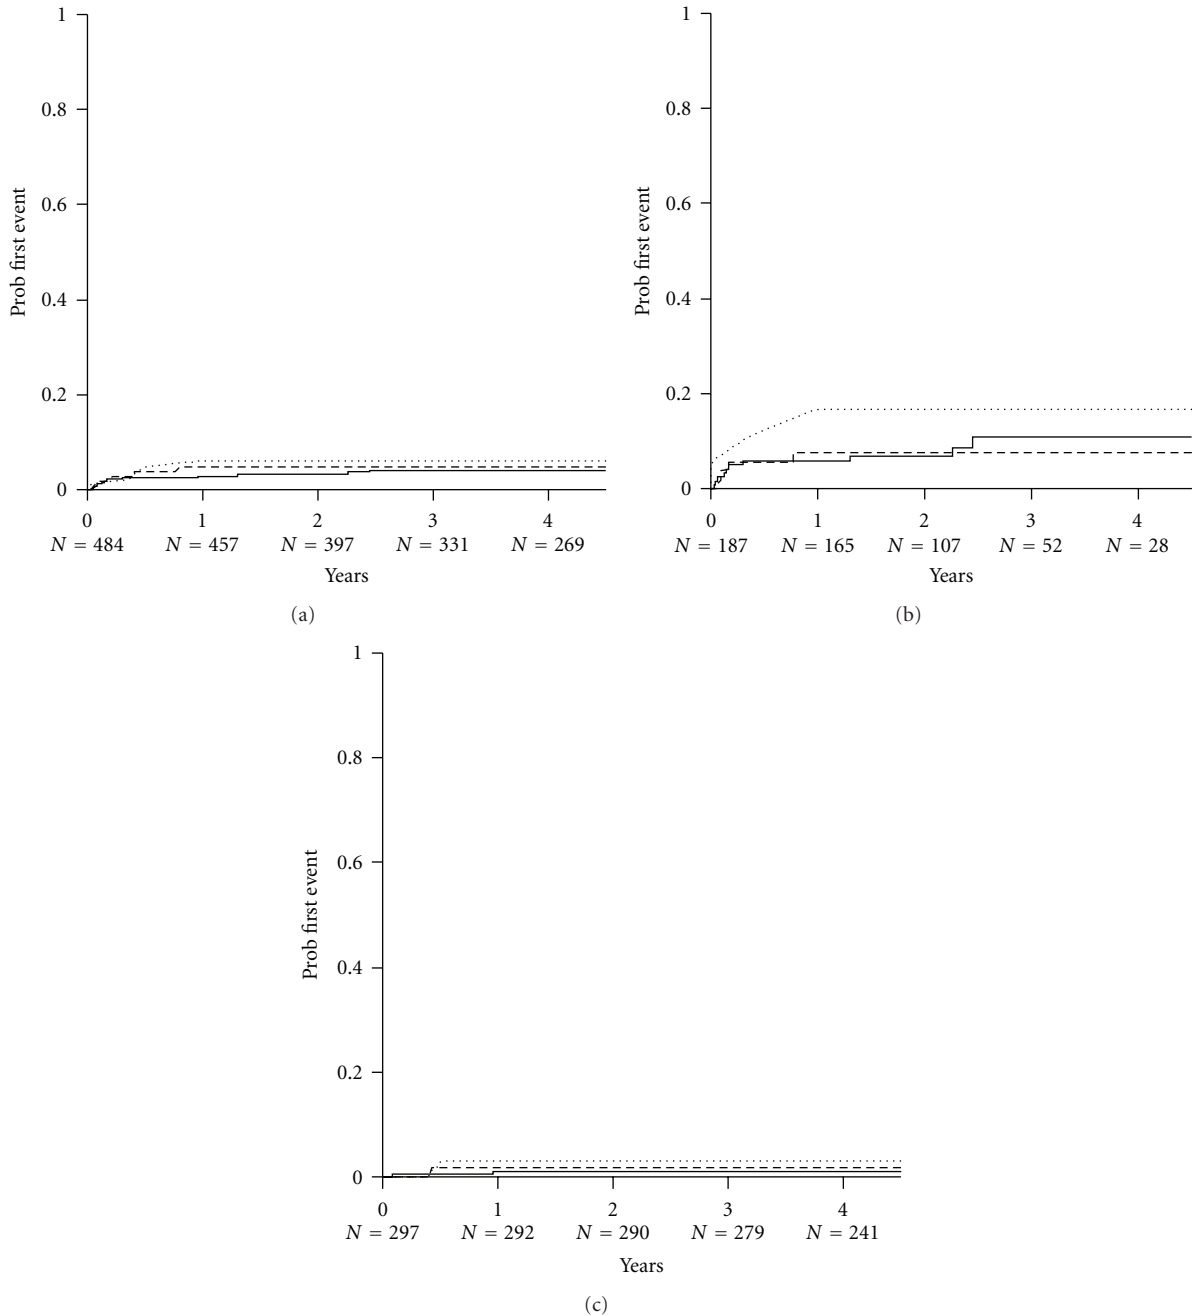 1
0.8
0.6
0.4
0.2
0
Prob first event
0 1 2 3 4
N = 484 N = 457 N = 397 N = 331 N = 269
Years
(a)
1
0.8
0.6
0.4
0.2
0
Prob first event
0 1 2 3 4
N = 187 N = 165 N = 107 N = 52 N = 28
Years
(b)
1
0.8
0.6
0.4
0.2
0
Prob first event
0 1 2 3 4
N = 297 N = 292 N = 290 N = 279 N = 241
Years
(c)